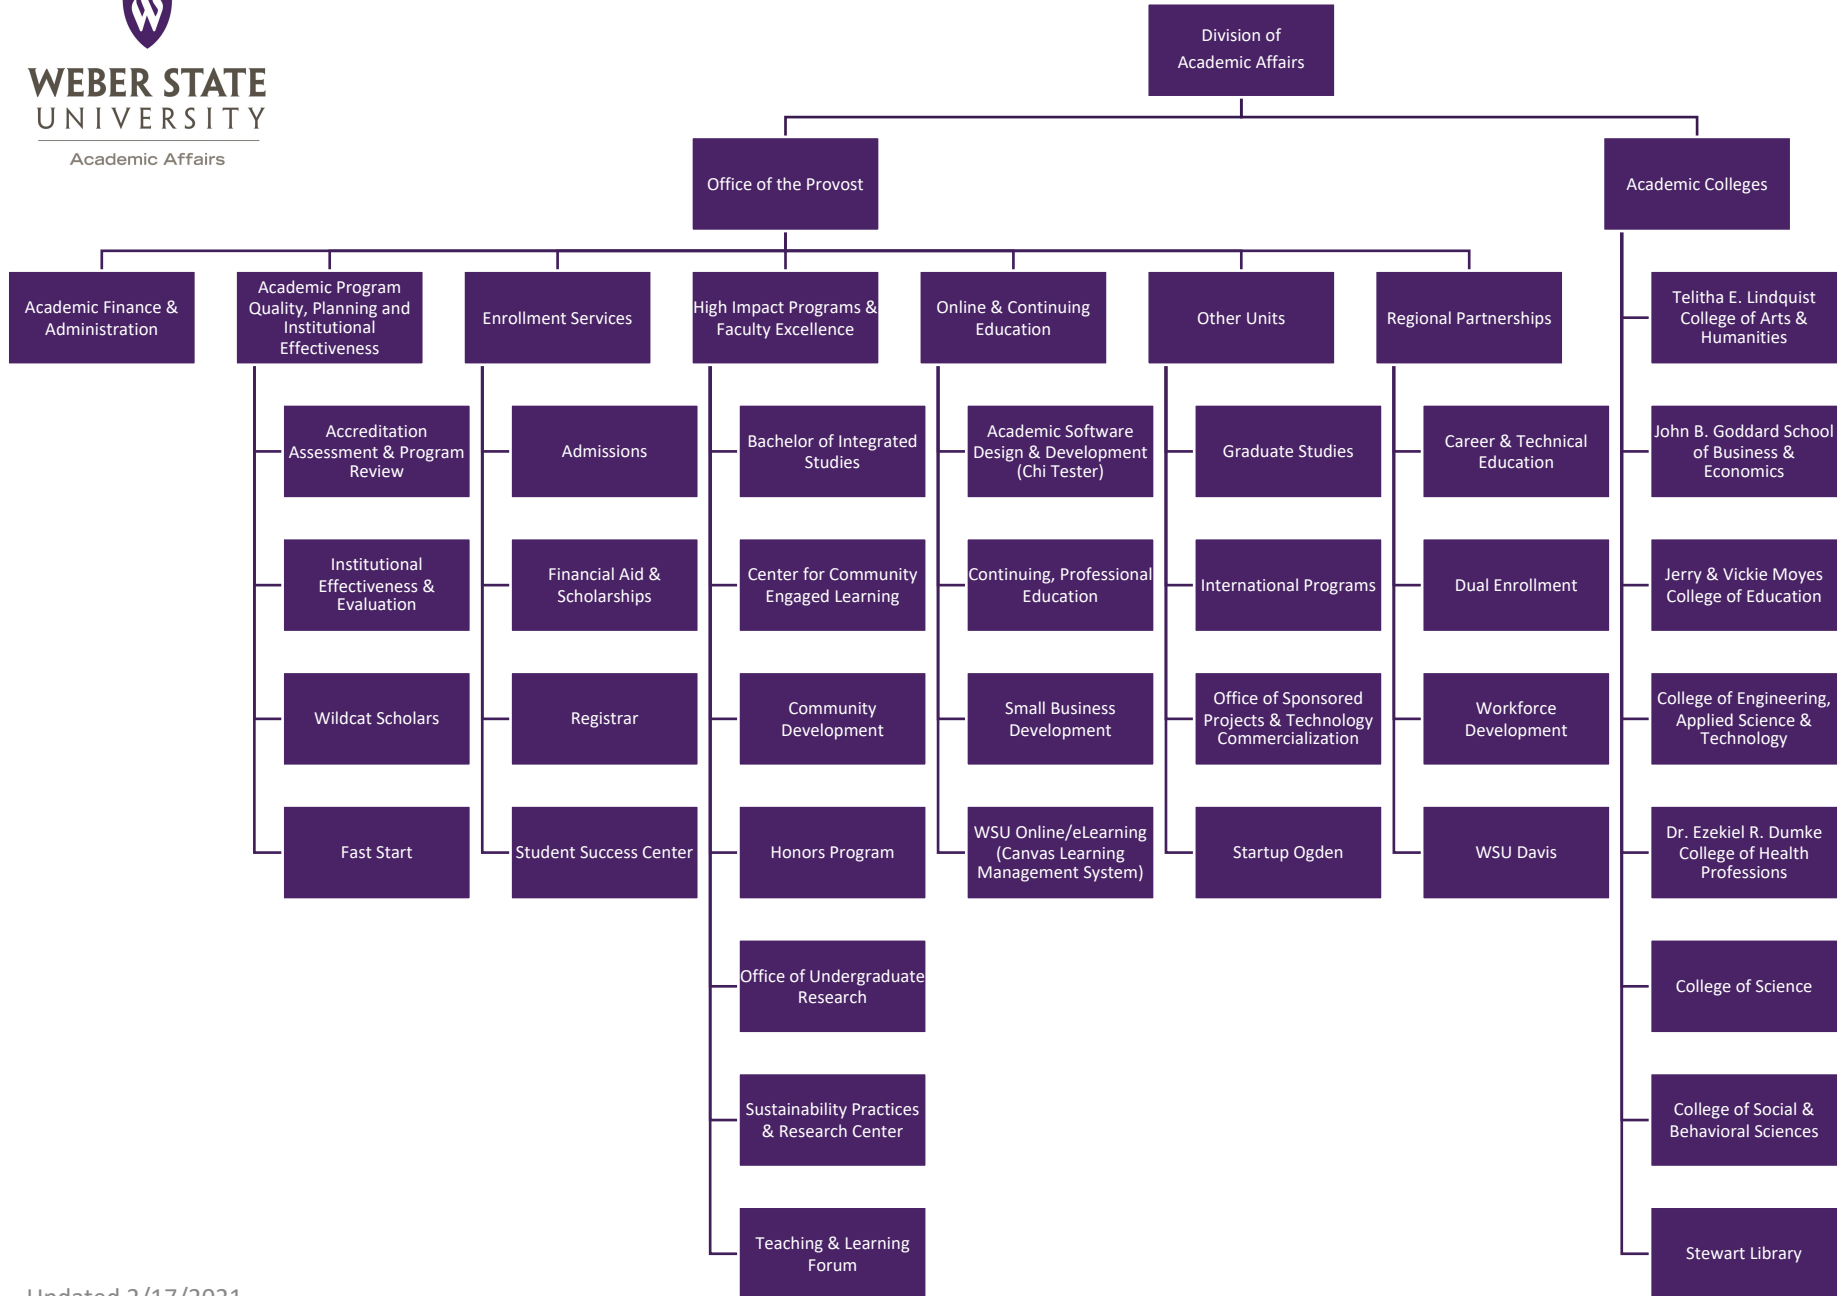 WEBER STATE
UNIVERSITY
Academic Affairs
Division of
Academic Affairs
Office of the Provost
Academic Colleges
Academic Finance &
Administration
Academic Program
Quality, Planning and
Institutional
Effectiveness
Enrollment Services
High Impact Programs &
Faculty Excellence
Online & Continuing
Education
Other Units
Regional Partnerships
Telitha E. Lindquist
College of Arts &
Humanities
Accreditation
Assessment & Program
Review
Admissions
Bachelor of Integrated
Studies
Academic Software
Design & Development
(Chi Tester)
Graduate Studies
Career & Technical
Education
John B. Goddard School
of Business &
Economics
Institutional
Effectiveness &
Evaluation
Financial Aid &
Scholarships
Center for Community
Engaged Learning
Continuing, Professional
Education
International Programs
Dual Enrollment
Jerry & Vickie Moyes
College of Education
Wildcat Scholars
Registrar
Community
Development
Small Business
Development
Office of Sponsored
Projects & Technology
Commercialization
Workforce
Development
College of Engineering,
Applied Science &
Technology
Fast Start
Student Success Center
Honors Program
WSU Online/eLearning
(Canvas Learning
Management System)
Startup Ogden
WSU Davis
Dr. Ezekiel R. Dumke
College of Health
Professions
Office of Undergraduate
Research
College of Science
Sustainability Practices
& Research Center
College of Social &
Behavioral Sciences
Teaching & Learning
Forum
Stewart Library
Updated 2/17/2021